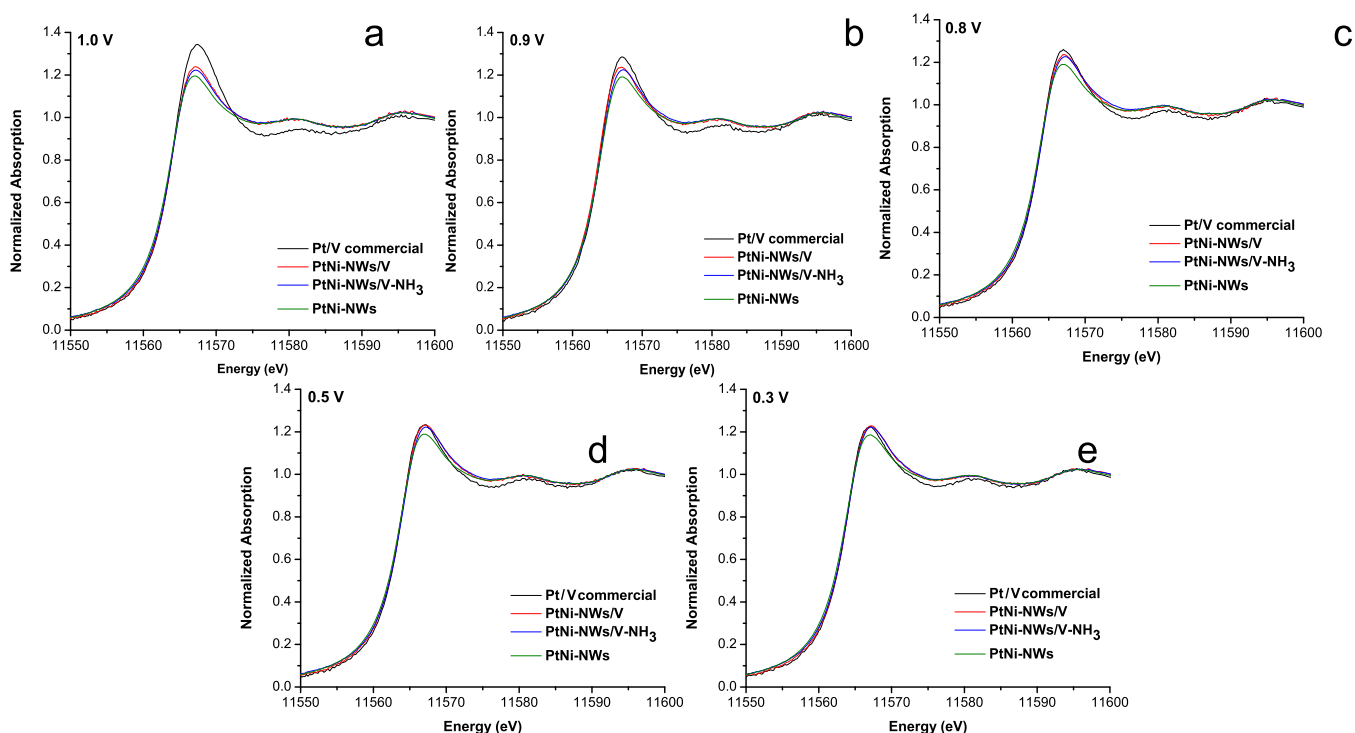 1.0 V
a
Normalized Absorption
1.4
1.2
1.0
0.8
0.6
0.4
0.2
0.0
Pt/V commercial
PtNi-NWs/V
PtNi-NWs/V-NH3
PtNi-NWs
11550 11560 11570 11580 11590 11600
Energy (eV)
0.9 V
b
Normalized Absorption
1.4
1.2
1.0
0.8
0.6
0.4
0.2
0.0
Pt/V commercial
PtNi-NWs/V
PtNi-NWs/V-NH3
PtNi-NWs
11550 11560 11570 11580 11590 11600
Energy (eV)
0.8 V
c
Normalized Absorption
1.4
1.2
1.0
0.8
0.6
0.4
0.2
0.0
Pt/V commercial
PtNi-NWs/V
PtNi-NWs/V-NH3
PtNi-NWs
11550 11560 11570 11580 11590 11600
Energy (eV)
0.5 V
d
Normalized Absorption
1.4
1.2
1.0
0.8
0.6
0.4
0.2
0.0
Pt/V commercial
PtNi-NWs/V
PtNi-NWs/V-NH3
PtNi-NWs
11550 11560 11570 11580 11590 11600
Energy (eV)
0.3 V
e
Normalized Absorption
1.4
1.2
1.0
0.8
0.6
0.4
0.2
0.0
Pt/V commercial
PtNi-NWs/V
PtNi-NWs/V-NH3
PtNi-NWs
11550 11560 11570 11580 11590 11600
Energy (eV)